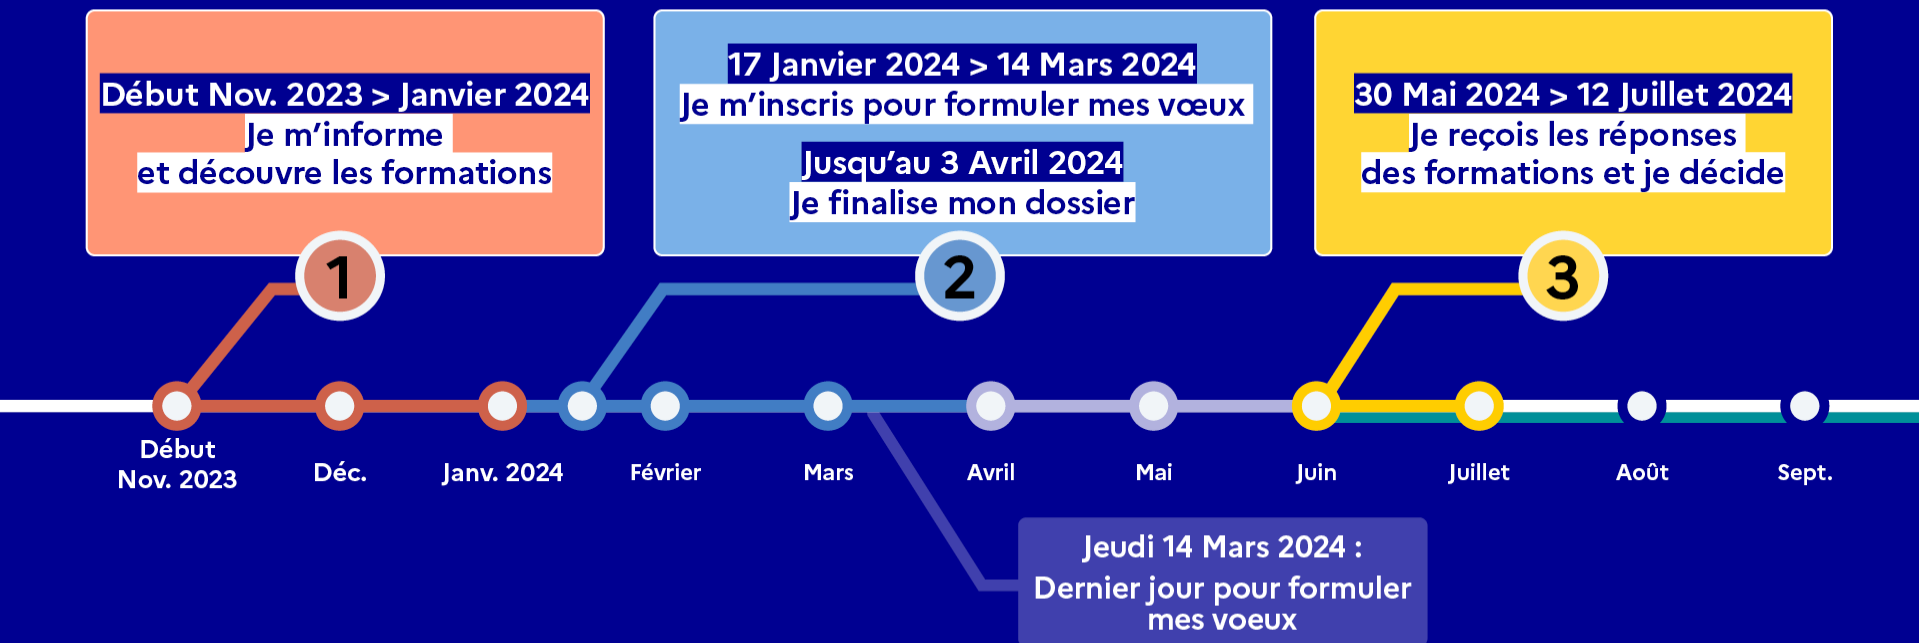 Début Nov. 2023 > Janvier 2024
Je m’informe
et découvre les formations
1
17 Janvier 2024 > 14 Mars 2024
Je m’inscris pour formuler mes vœux
Jusqu’au 3 Avril 2024
Je finalise mon dossier
2
30 Mai 2024 > 12 Juillet 2024
Je reçois les réponses
des formations et je décide
3
Début
Nov. 2023
Déc.
Janv. 2024
Février
Mars
Avril
Mai
Juin
Juillet
Août
Sept.
Jeudi 14 Mars 2024 :
Dernier jour pour formuler
mes voeux